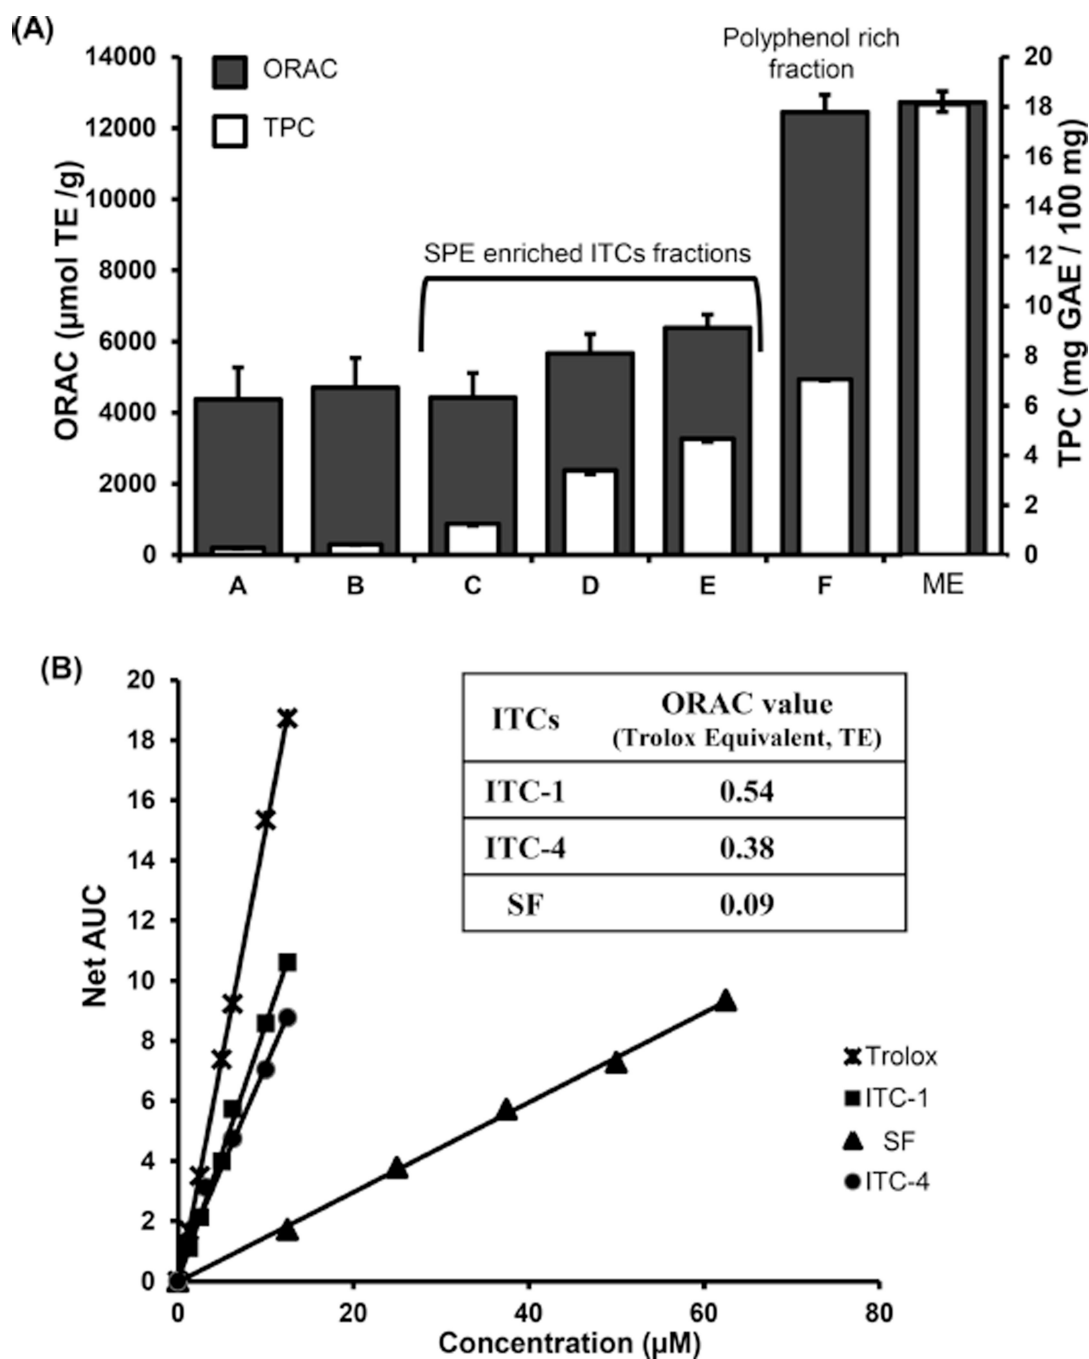 (A)
Polyphenol rich
fraction
14000
12000
10000
8000
6000
4000
2000
0
ORAC (µmol TE /g)
ORAC
TPC
SPE enriched ITCs fractions
20
18
16
14
12
10
8
6
4
2
0
TPC (mg GAE / 100 mg)
A B C D E F ME
(B)
20
18
16
14
12
10
8
6
4
2
0
Net AUC
ITCs ORAC value
(Trolox Equivalent, TE)
ITC-1 0.54
ITC-4 0.38
SF 0.09
Trolox
ITC-1
SF
ITC-4
0 20 40 60 80
Concentration (µM)